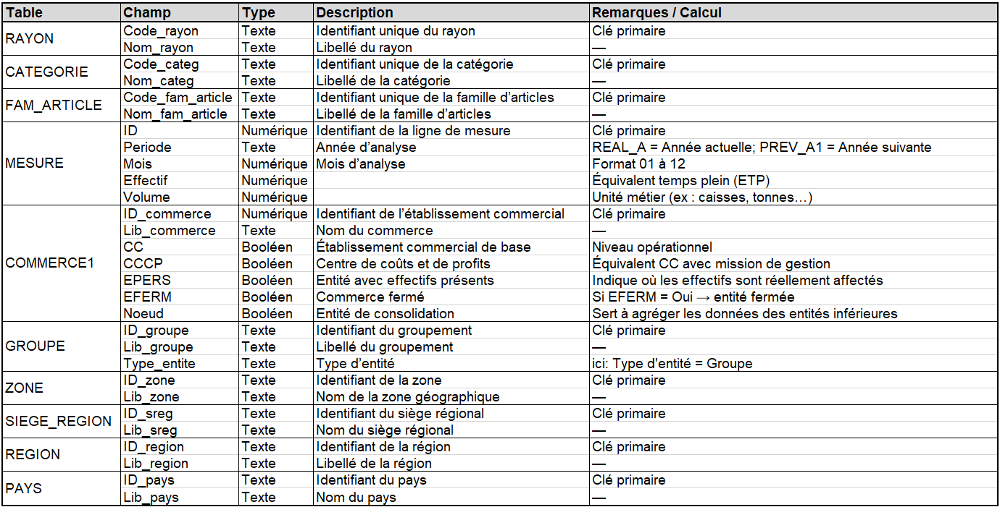 Table Champ Type Description Remarques / Calcul
RAYON Code_rayon Texte Identifiant unique du rayon Clé primaire
Nom_rayon Texte Libellé du rayon —
CATEGORIE Code_categ Texte Identifiant unique de la catégorie Clé primaire
Nom_categ Texte Libellé de la catégorie —
FAM_ARTICLE Code_fam_article Texte Identifiant unique de la famille d’articles Clé primaire
Nom_fam_article Texte Libellé de la famille d’articles —
MESURE ID Numérique Identifiant de la ligne de mesure Clé primaire
Periode Texte Année d’analyse REAL_A = Année actuelle; PREV_A1 = Année suivante
Mois Numérique Mois d’analyse Format 01 à 12
Effectif Numérique Équivalent temps plein (ETP)
Volume Numérique Unité métier (ex : caisses, tonnes…)
COMMERCE1 ID_commerce Numérique Identifiant de l’établissement commercial Clé primaire
Lib_commerce Texte Nom du commerce —
CC Booléen Établissement commercial de base Niveau opérationnel
CCCP Booléen Centre de coûts et de profits Équivalent CC avec mission de gestion
EPERS Booléen Entité avec effectifs présents Indique où les effectifs sont réellement affectés
EFERM Booléen Commerce fermé Si EFERM = Oui → entité fermée
Noeud Booléen Entité de consolidation Sert à agréger les données des entités inférieures
GROUPE ID_groupe Texte Identifiant du groupement Clé primaire
Lib_groupe Texte Libellé du groupement —
Type_entite Texte Type d’entité ici: Type d'entité = Groupe
ZONE ID_zone Texte Identifiant de la zone Clé primaire
Lib_zone Texte Nom de la zone géographique —
SIEGE_REGION ID_sreg Texte Identifiant du siège régional Clé primaire
Lib_sreg Texte Nom du siège régional —
REGION ID_region Texte Identifiant de la région Clé primaire
Lib_region Texte Libellé de la région —
PAYS ID_pays Texte Identifiant du pays Clé primaire
Lib_pays Texte Nom du pays —